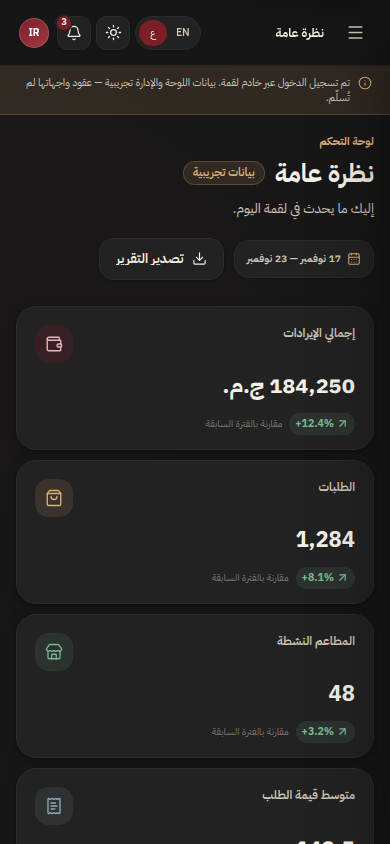 نظرة عامة
EN
ع
3
IR
تم تسجيل الدخول عبر خادم لقمة. بيانات اللوحة والإدارة تجريبية — عقود واجهاتها لم
تُسلَّم.
لوحة التحكم
نظرة عامة
بيانات تجريبية
إليك ما يحدث في لقمة اليوم.
17 نوفمبر — 23 نوفمبر
تصدير التقرير
إجمالي الإيرادات
184,250 ج.م.
+12.4% مقارنة بالفترة السابقة
الطلبات
1,284
+8.1% مقارنة بالفترة السابقة
المطاعم النشطة
48
+3.2% مقارنة بالفترة السابقة
متوسط قيمة الطلب